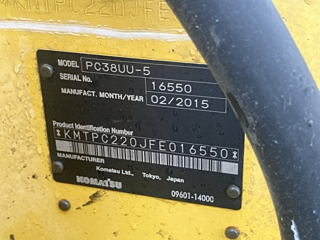 MODEL PC38UU-5
SERIAL No. 16550
MANUFACT. MONTH/YEAR 02/2015
Product Identification Number
*KMTPC220JFE016550*
MANUFACTURER
Komatsu Ltd., Tokyo, Japan
KOMATSU
09601-14000